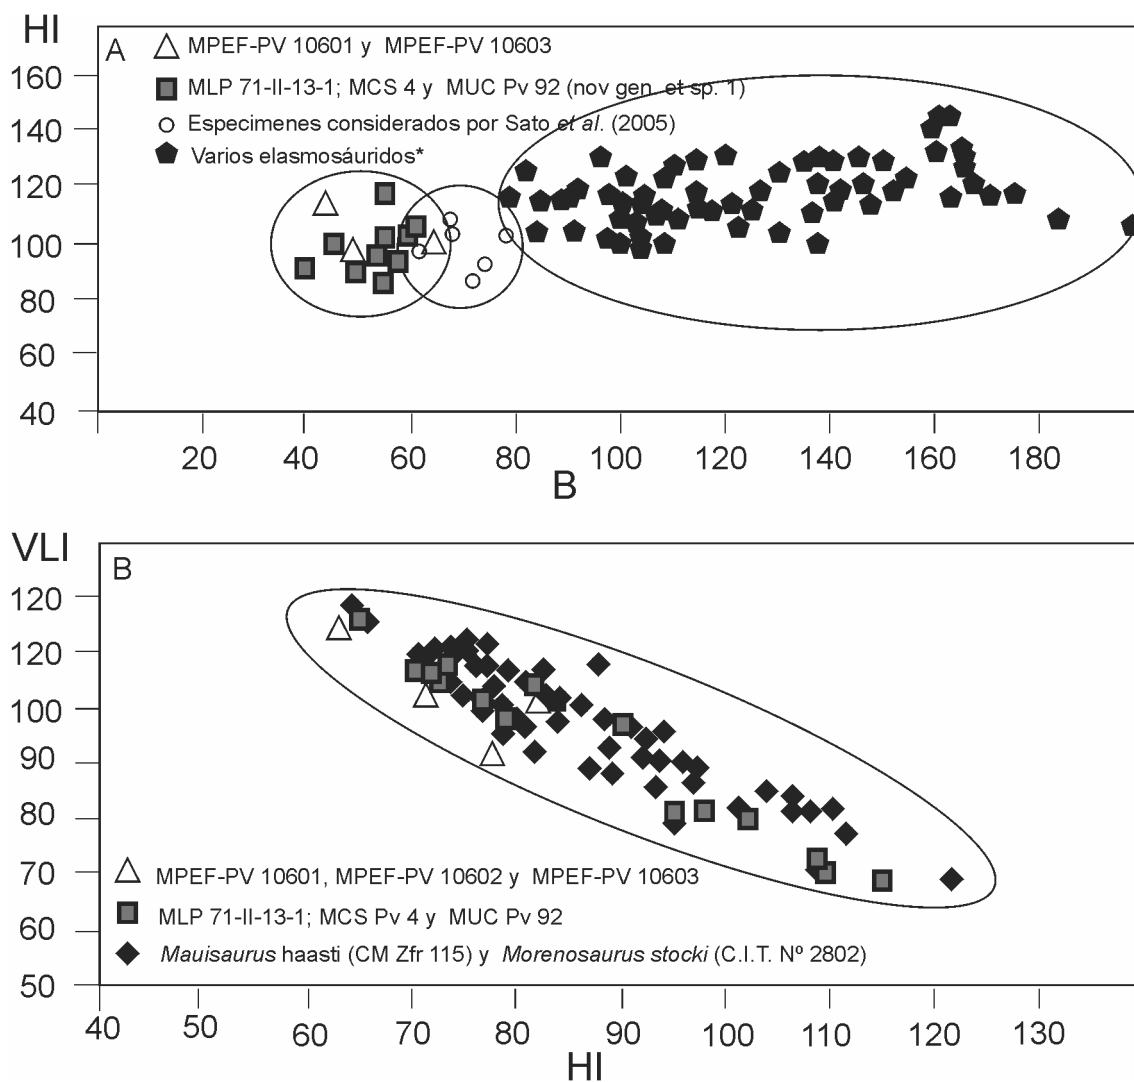 HI
A
MPEF-PV 10601 y MPEF-PV 10603
MLP 71-II-13-1; MCS 4 y MUC Pv 92 (nov gen. et sp. 1)
Especimenes considerados por Sato et al. (2005)
Varios elasmosáuridos*
160
140
120
100
80
60
40
20 40 60 80 100 120 140 160 180
B
VLI
B
120
120
100
90
80
70
60
50
MPEF-PV 10601, MPEF-PV 10602 y MPEF-PV 10603
MLP 71-II-13-1; MCS Pv 4 y MUC Pv 92
Mauisaurus haasti (CM Zfr 115) y Morenosaurus stocki (C.I.T. Nº 2802)
40 50 60 70 80 90 100 110 120 130
HI